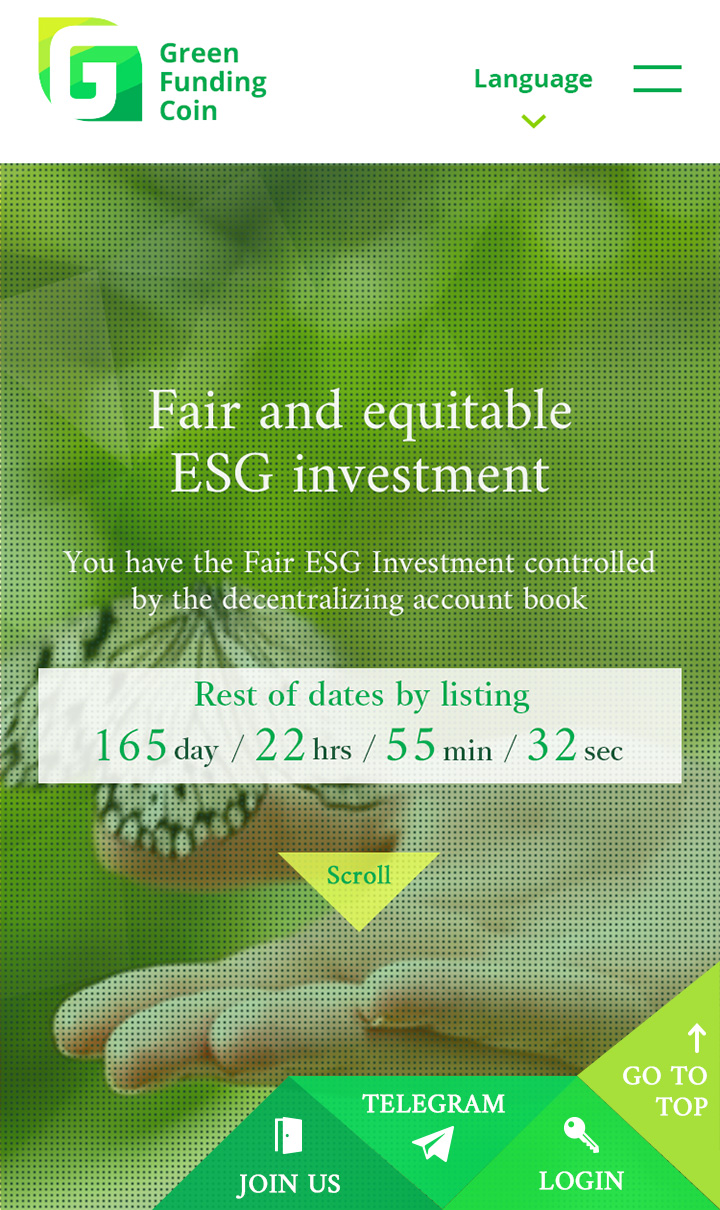 Green
Funding
Coin
Language
Fair and equitable
ESG investment
You have the Fair ESG Investment controlled
by the decentralizing account book
Rest of dates by listing
165 day / 22 hrs / 55 min / 32 sec
Scroll
GO TO
TOP
TELEGRAM
JOIN US
LOGIN